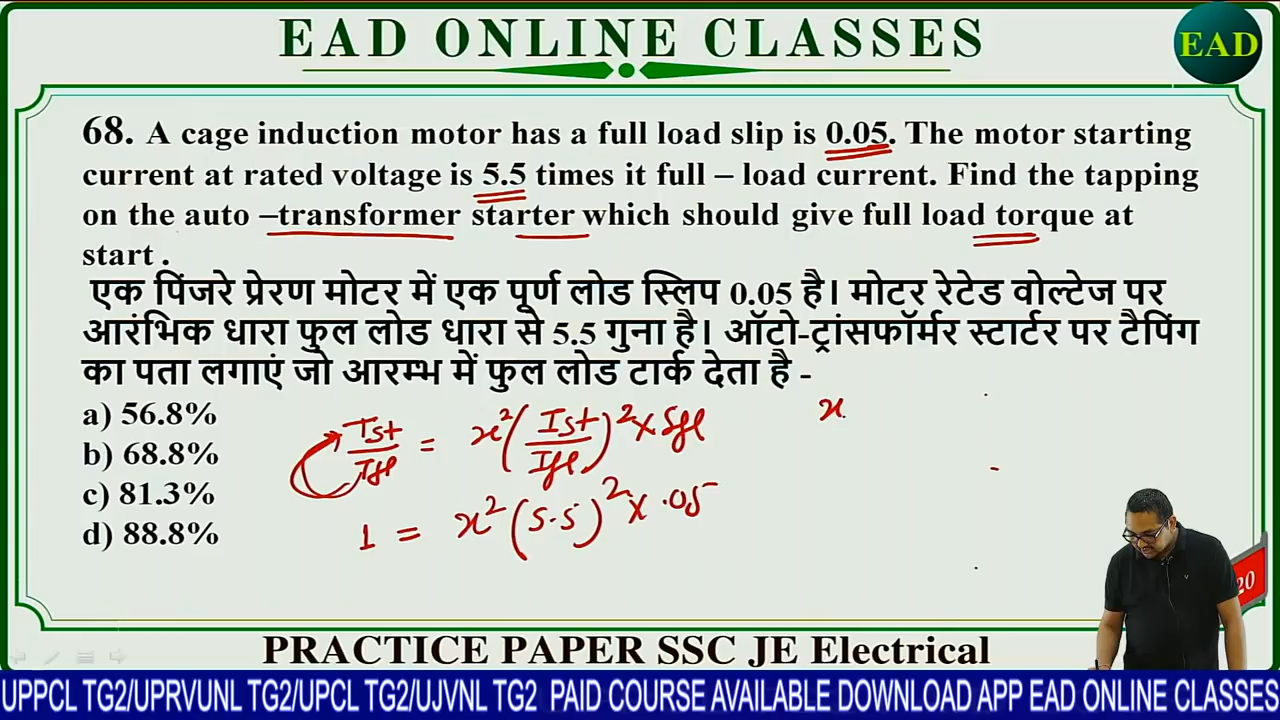 EAD ONLINE CLASSES
EAD
68. A cage induction motor has a full load slip is 0.05. The motor starting
current at rated voltage is 5.5 times it full – load current. Find the tapping
on the auto –transformer starter which should give full load torque at
start .
एक पिंजरे प्रेरण मोटर में एक पूर्ण लोड स्लिप 0.05 है। मोटर रेटेड वोल्टेज पर
आरंभिक धारा फुल लोड धारा से 5.5 गुना है। ऑटो-ट्रांसफॉर्मर स्टार्टर पर टैपिंग
का पता लगाएं जो आरम्भ में फुल लोड टार्क देता है -
a) 56.8%
b) 68.8%
c) 81.3%
d) 88.8%
Tst/Tfl = x²(Ist/Ifl)² × Sfl
x
1 = x² (5.5)² × .05
20
PRACTICE PAPER SSC JE Electrical
UPPCL TG2/UPRVUNL TG2/UPCL TG2/UJVNL TG2 PAID COURSE AVAILABLE DOWNLOAD APP EAD ONLINE CLASSES